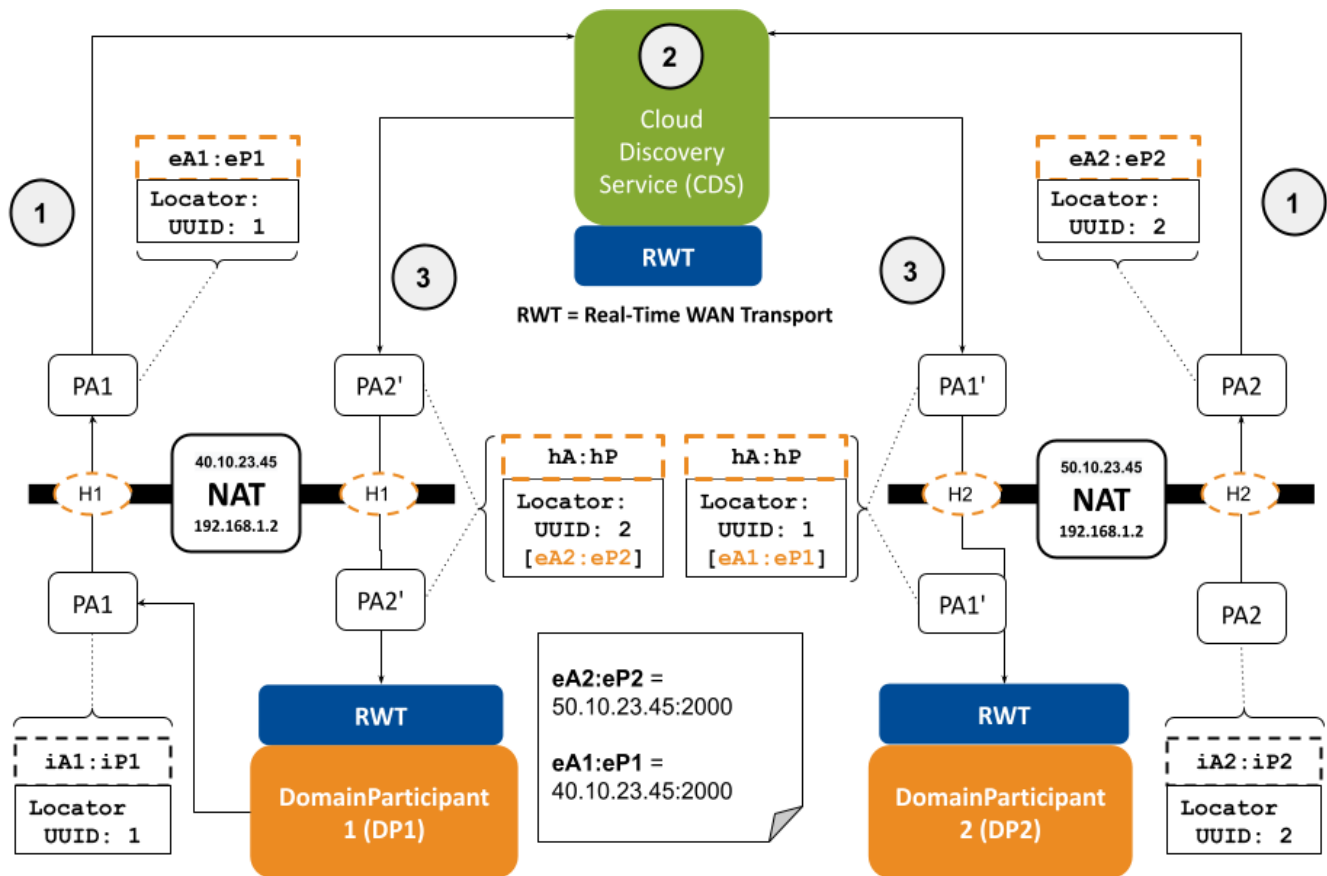 2
Cloud
Discovery
Service (CDS)
RWT
RWT = Real-Time WAN Transport
1
eA1:eP1
Locator:
UUID: 1
3
3
eA2:eP2
Locator:
UUID: 2
1
PA1
PA2'
PA1'
PA2
H1
40.10.23.45
NAT
192.168.1.2
H1
hA:hP
Locator:
UUID: 2
[eA2:eP2]
hA:hP
Locator:
UUID: 1
[eA1:eP1]
H2
50.10.23.45
NAT
192.168.1.2
H2
PA1
PA2'
PA1'
PA2
iA1:iP1
Locator
UUID: 1
RWT
DomainParticipant
1 (DP1)
eA2:eP2 =
50.10.23.45:2000
eA1:eP1 =
40.10.23.45:2000
RWT
DomainParticipant
2 (DP2)
iA2:iP2
Locator
UUID: 2